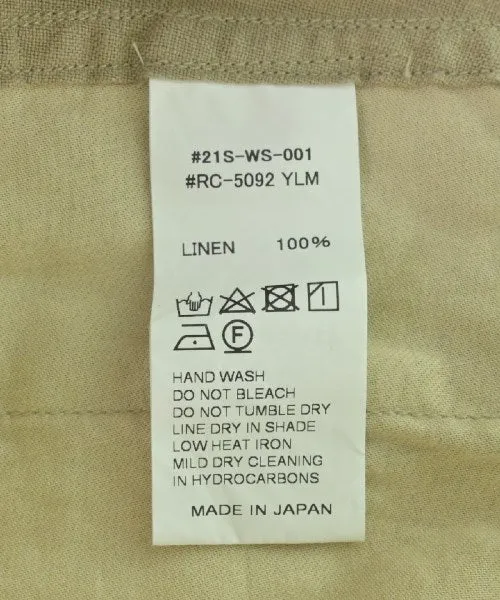 #21S-WS-001
#RC-5092 YLM
LINEN 100%
F
HAND WASH
DO NOT BLEACH
DO NOT TUMBLE DRY
LINE DRY IN SHADE
LOW HEAT IRON
MILD DRY CLEANING
IN HYDROCARBONS
MADE IN JAPAN